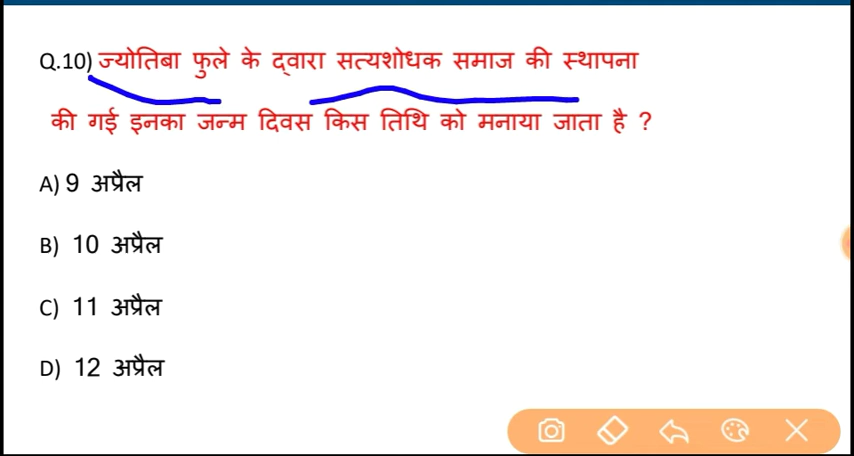 Q.10) ज्योतिबा फुले के द्वारा सत्यशोधक समाज की स्थापना
की गई इनका जन्म दिवस किस तिथि को मनाया जाता है ?
A) 9 अप्रैल
B) 10 अप्रैल
C) 11 अप्रैल
D) 12 अप्रैल